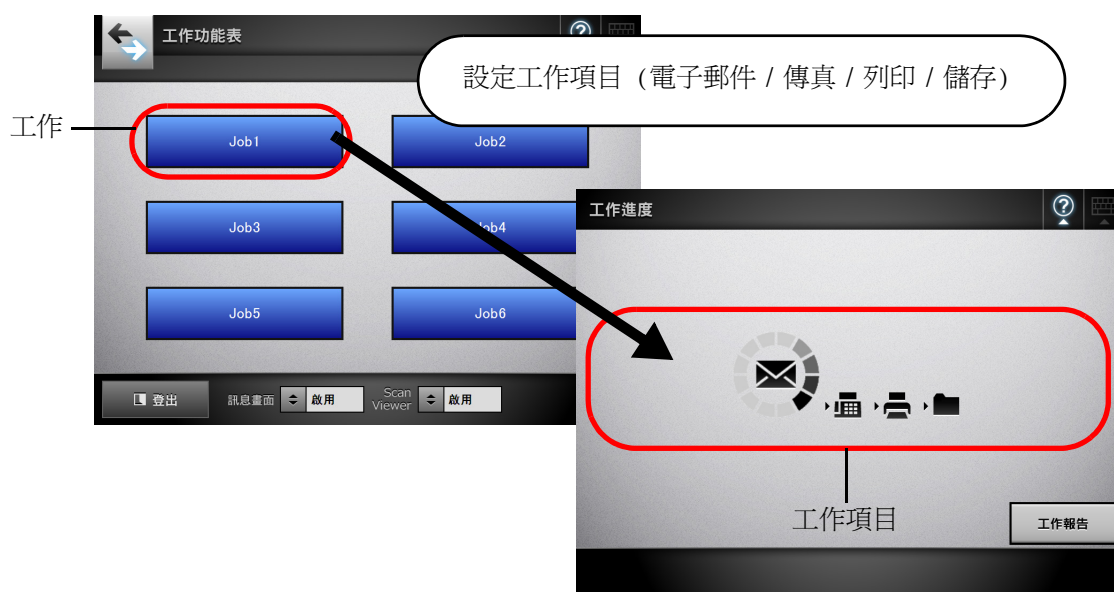 工作功能表
設定工作項目 (電子郵件 / 傳真 / 列印 / 儲存)
工作
Job1
Job2
Job3
Job4
Job5
Job6
登出
訊息畫面
啟用
Scan
Viewer
啟用
工作進度
工作項目
工作報告